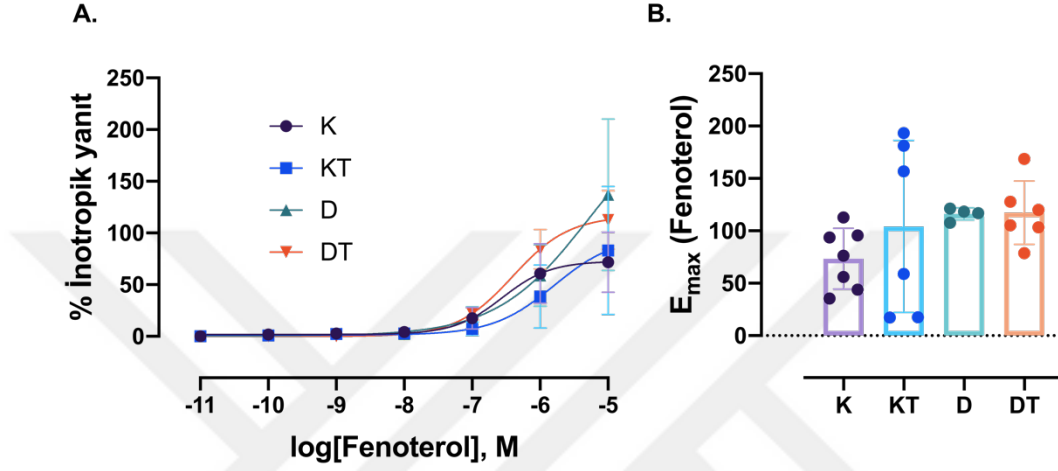 A.
% İnotropik yanıt
250
200
150
100
50
0
K
KT
D
DT
-11 -10 -9 -8 -7 -6 -5
log[Fenoterol], M
B.
Emax (Fenoterol)
250
200
150
100
50
0
K KT D DT